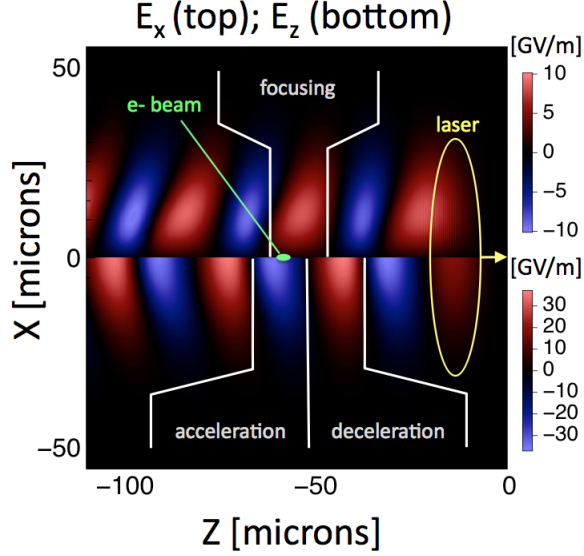 Eₓ (top); E_z (bottom)
[GV/m]
50
focusing
10
e- beam
5
laser
0
-5
-10
0
[GV/m]
30
20
10
0
-10
-20
-30
acceleration
deceleration
-50
-100
-50
0
X [microns]
Z [microns]